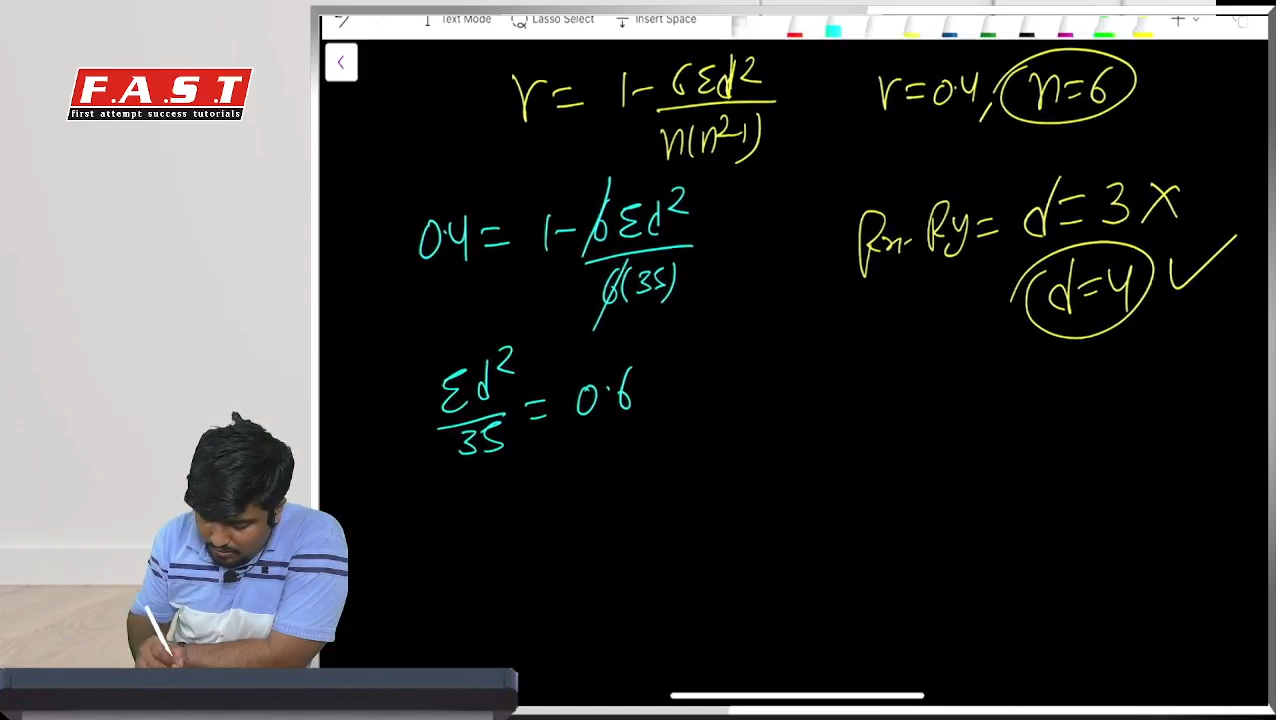 Text Mode
Lasso Select
Insert Space
F.A.S.T
first attempt success tutorials
r = 1 - 6Σd²/n(n²-1)
r = 0.4, n = 6
0.4 = 1 - 6Σd²/6(35)
Rx - Ry = d = 3 X
d = 4 ✓
Σd²/35 = 0.6